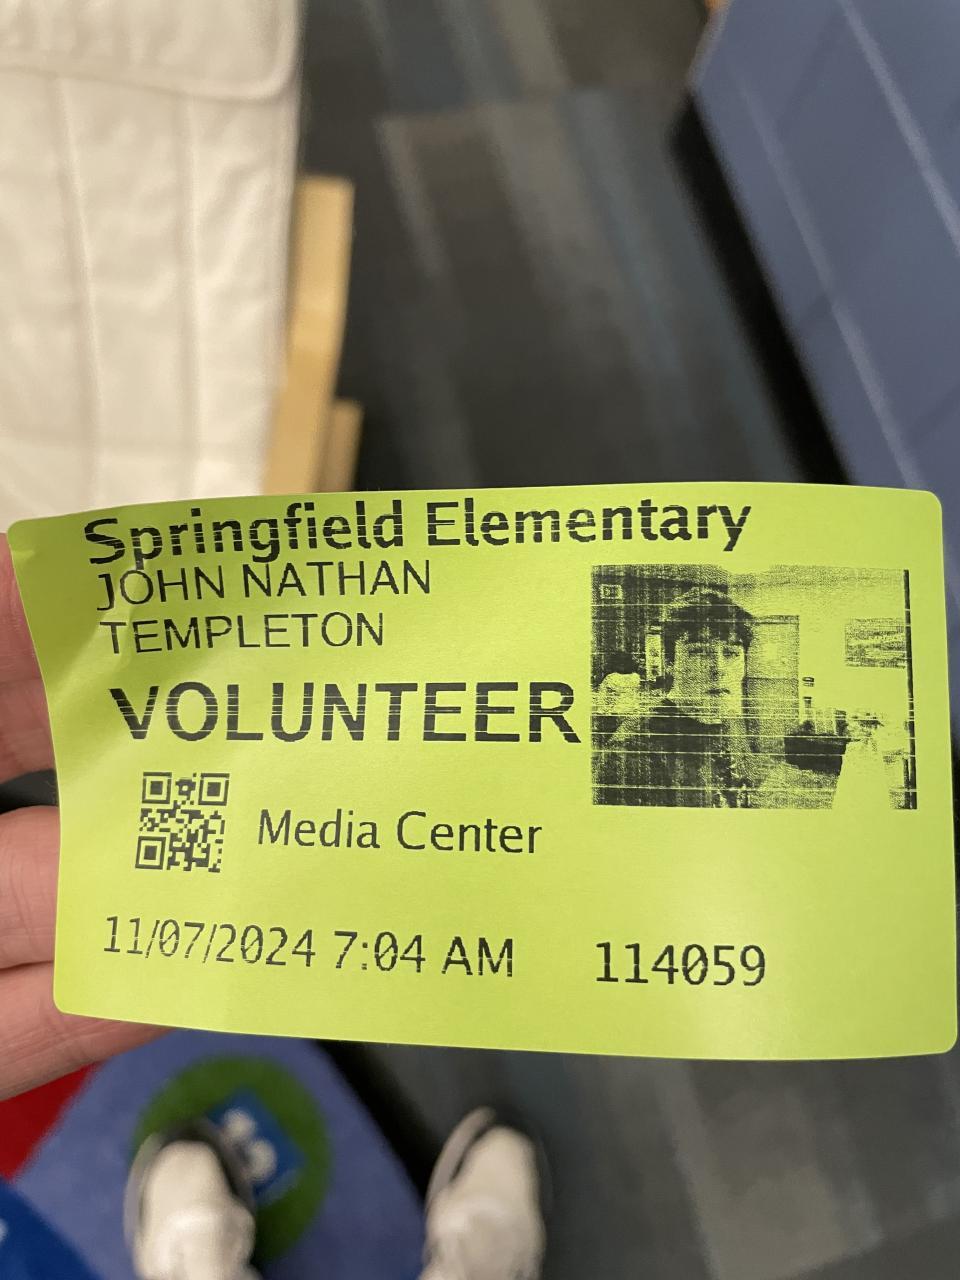 Springfield Elementary
JOHN NATHAN
TEMPLETON
VOLUNTEER
Media Center
11/07/2024 7:04 AM 114059